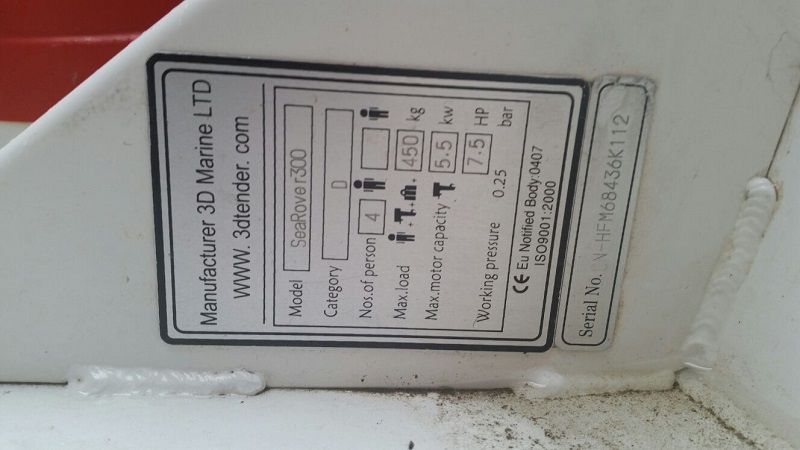 Manufacturer 3D Marine LTD
WWW. 3dtender. com
Model SeaRover300
Category D
Nos.of person 4
Max.load + + . 450 kg
Max.motor capacity 5.5 kw
7.5 HP
Working pressure 0.25 bar
CE Eu Notified Body:0407
ISO9001:2000
Serial No. N-HFM68436K112